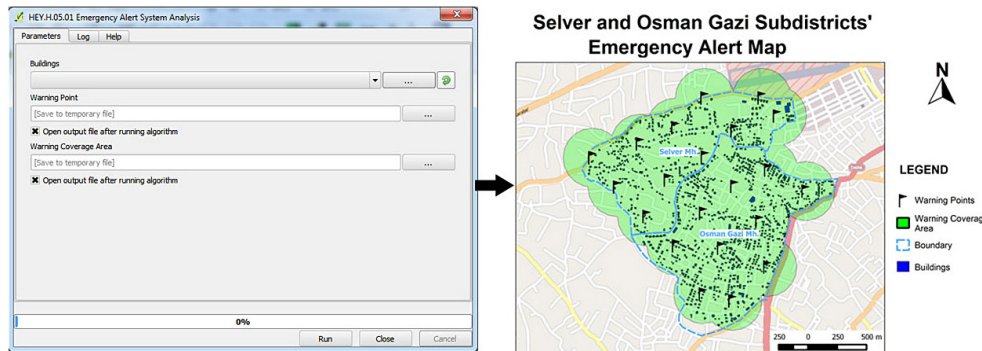 HEY.H.05.01 Emergency Alert System Analysis
Parameters Log Help
Buildings
...
Warning Point
[Save to temporary file]
...
Open output file after running algorithm
Warning Coverage Area
[Save to temporary file]
...
Open output file after running algorithm
0%
Run Close Cancel
Selver and Osman Gazi Subdistricts'
Emergency Alert Map
N
Selver Mh.
Osman Gazi Mh.
LEGEND
Warning Points
Warning Coverag
Area
Boundary
Buildings
250 0 250 500 m